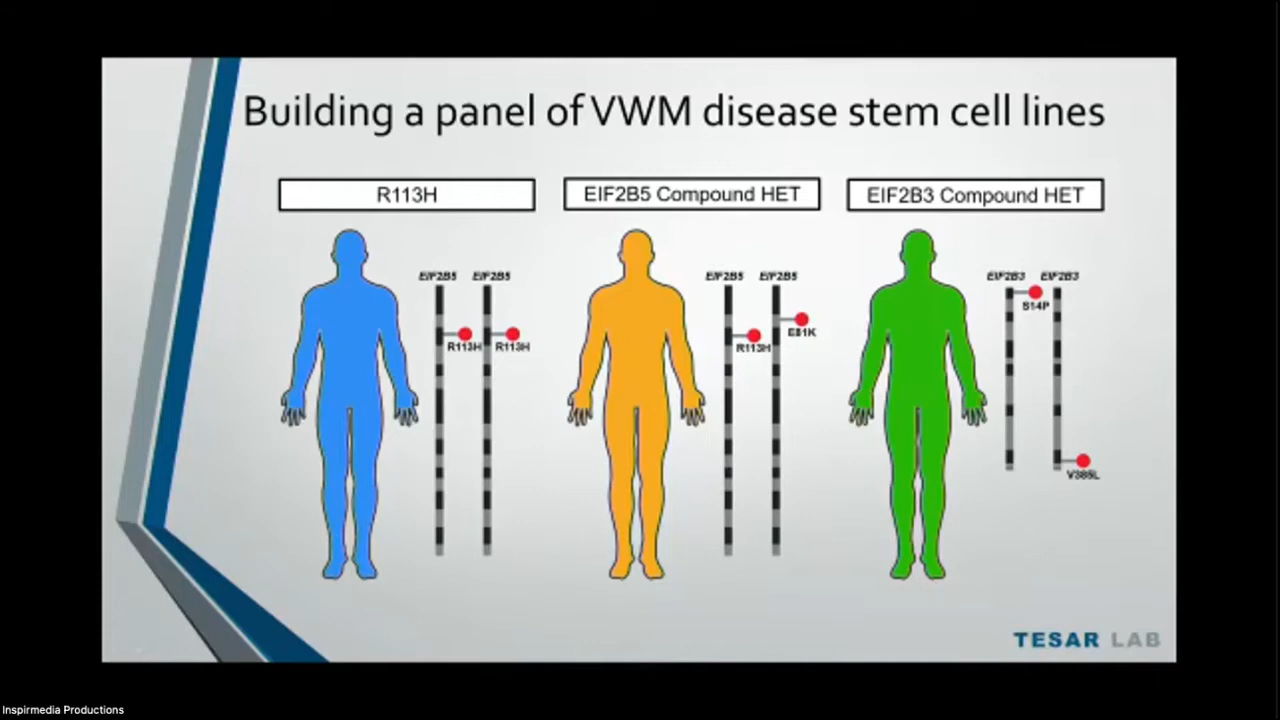 Building a panel of VWM disease stem cell lines
R113H
EIF2B5 Compound HET
EIF2B3 Compound HET
EIF2B5 EIF2B5
R113H R113H
EIF2B5 EIF2B5
R113H
E81K
EIF2B3 EIF2B3
S14P
V385L
TESAR LAB
Inspirmedia Productions